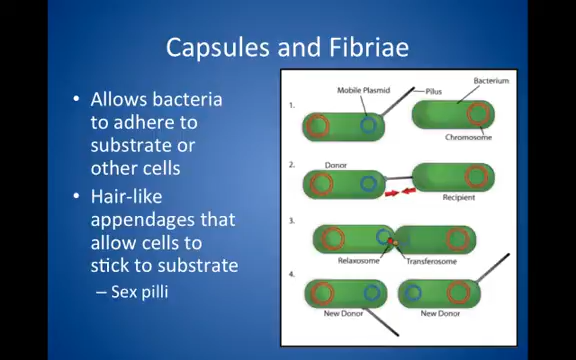 Capsules and Fibriae
• Allows bacteria
to adhere to
substrate or
other cells
• Hair-like
appendages that
allow cells to
stick to substrate
– Sex pilli
Bacterium
Mobile Plasmid
Pilus
1.
Chromosome
2.
Donor
Recipient
3.
Relaxosome
Transferosome
4.
New Donor
New Donor